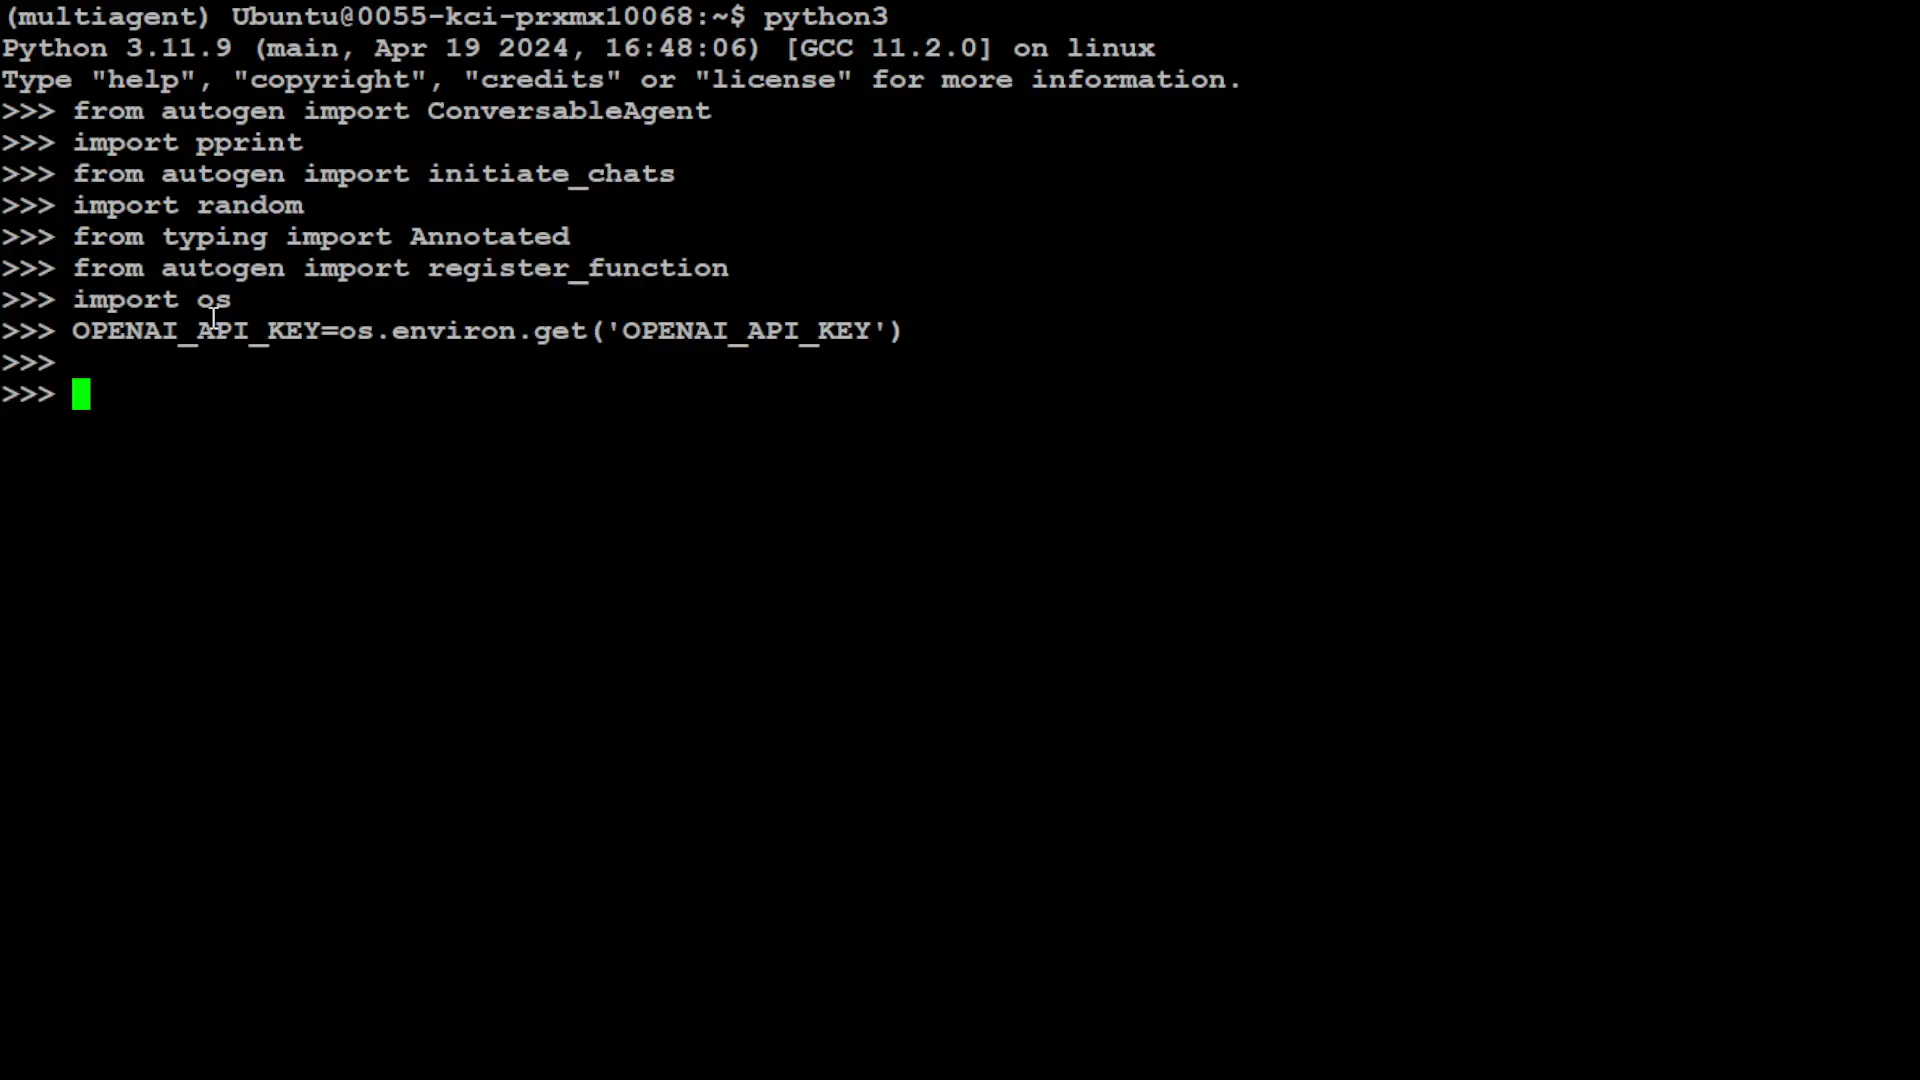 (multiagent) Ubuntu@0055-kci-prxmx10068:~$ python3
Python 3.11.9 (main, Apr 19 2024, 16:48:06) [GCC 11.2.0] on linux
Type "help", "copyright", "credits" or "license" for more information.
>>> from autogen import ConversableAgent
>>> import pprint
>>> from autogen import initiate_chats
>>> import random
>>> from typing import Annotated
>>> from autogen import register_function
>>> import os
>>> OPENAI_API_KEY=os.environ.get('OPENAI_API_KEY')
>>>
>>>